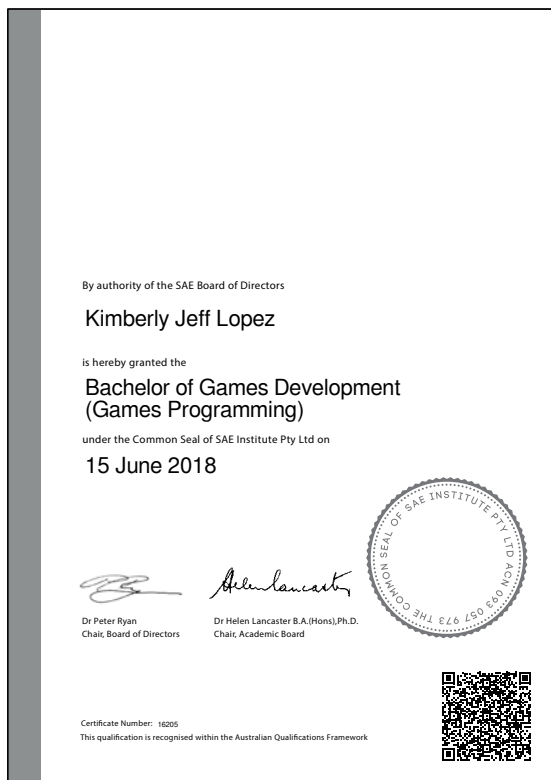 By authority of the SAE Board of Directors
Kimberly Jeff Lopez
is hereby granted the
Bachelor of Games Development
(Games Programming)
under the Common Seal of SAE Institute Pty Ltd on
15 June 2018
THE COMMON SEAL OF SAE INSTITUTE PTY LTD ACN 093 057 973
Helen Lancaster
Dr Peter Ryan
Chair, Board of Directors
Dr Helen Lancaster B.A.(Hons),Ph.D.
Chair, Academic Board
Certificate Number: 16205
This qualification is recognised within the Australian Qualifications Framework